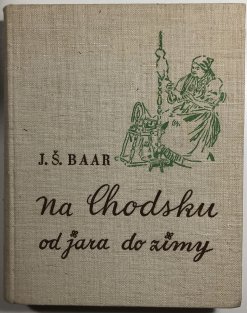 J. Š. BAAR
Na Chodsku
od jara do zimy